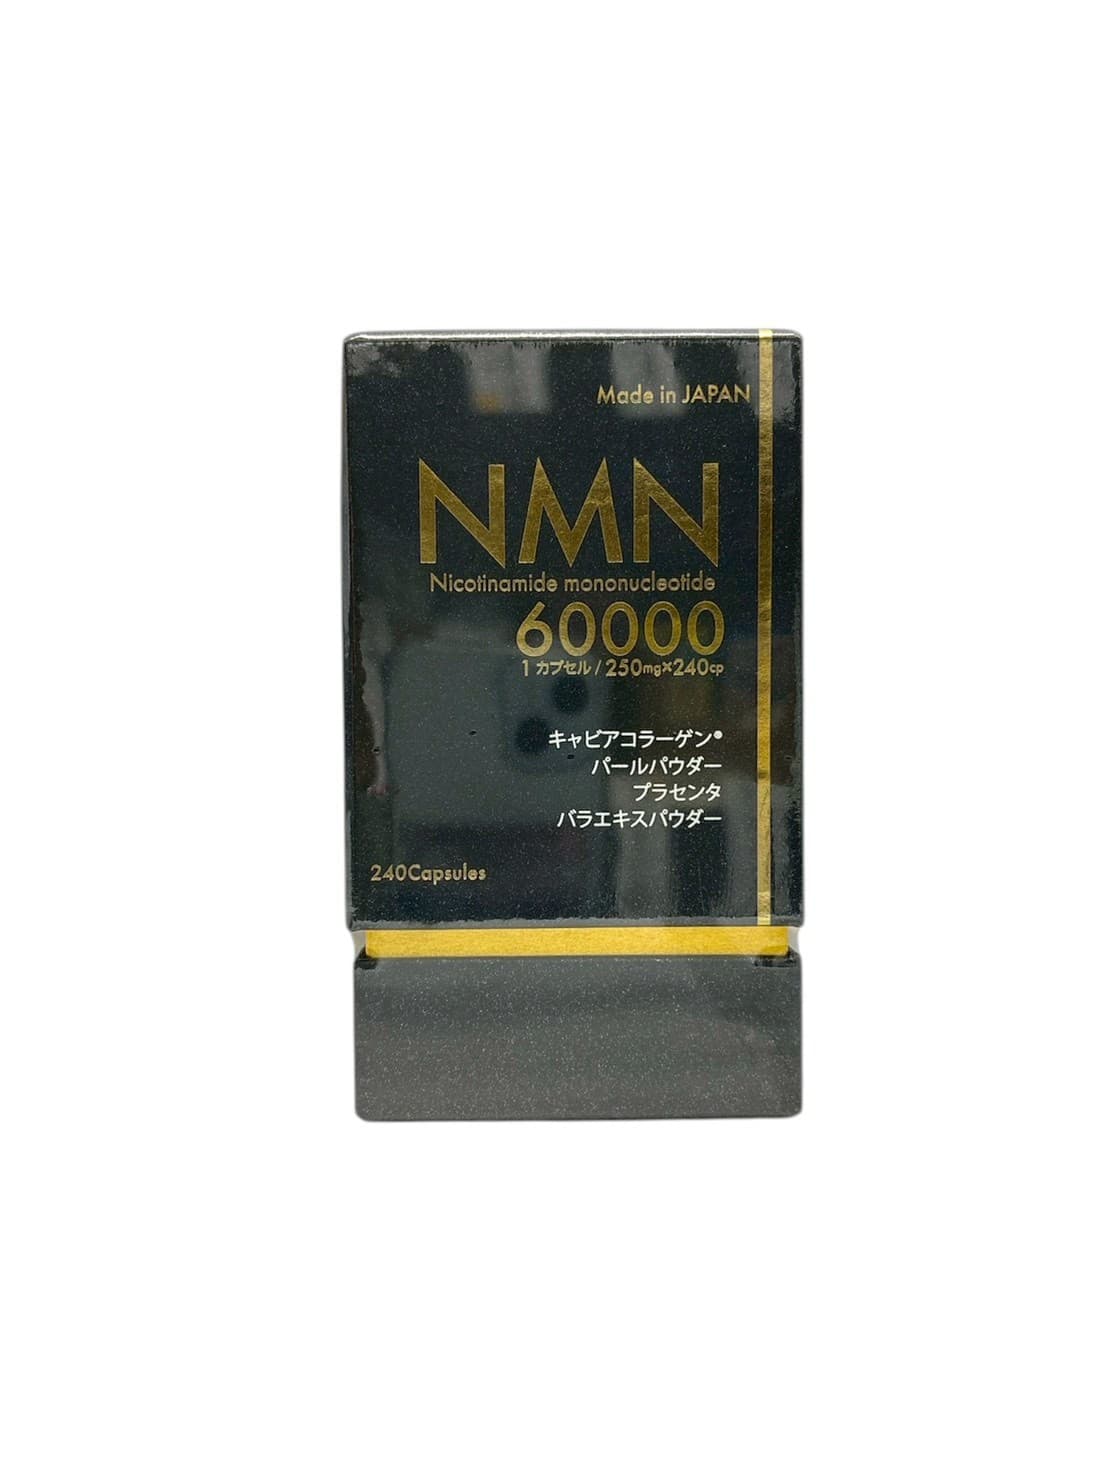 Made in JAPAN
NMN
Nicotinamide mononucleotide
60000
1 カプセル / 250mg×240cp
キャビアコラーゲン®
パールパウダー
プラセンタ
バラエキスパウダー
240Capsules